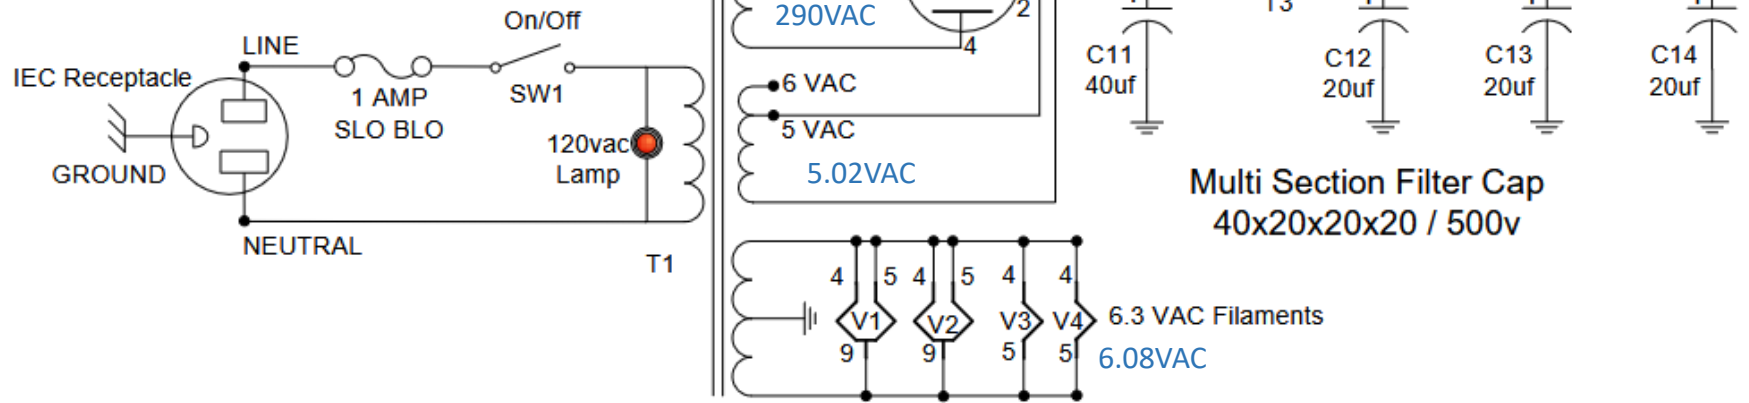 290VAC
2
4
T3
On/Off
LINE
IEC Receptacle
1 AMP
SLO BLO
SW1
120vac
Lamp
GROUND
NEUTRAL
T1
6 VAC
5 VAC
5.02VAC
C11
40uf
C12
20uf
C13
20uf
C14
20uf
Multi Section Filter Cap
40x20x20x20 / 500v
4 5 4 5 4 4
V1 V2 V3 V4
9 9 5 5
6.3 VAC Filaments
6.08VAC